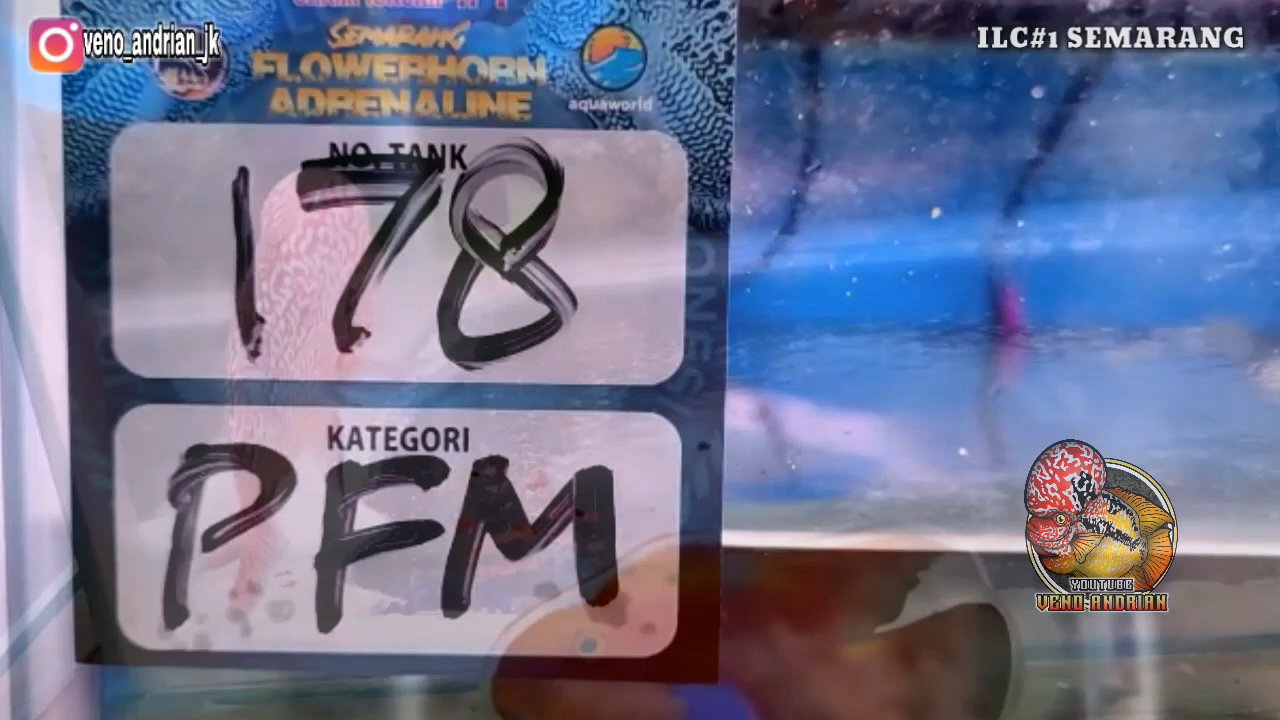 veno_andrian_jk
ILC#1 SEMARANG
SEMARANG
FLOWERHORN
ADRENALINE
aquaworld
NO. TANK
178
KATEGORI
PFM
YOUTUBE
VENO ANDRIAN